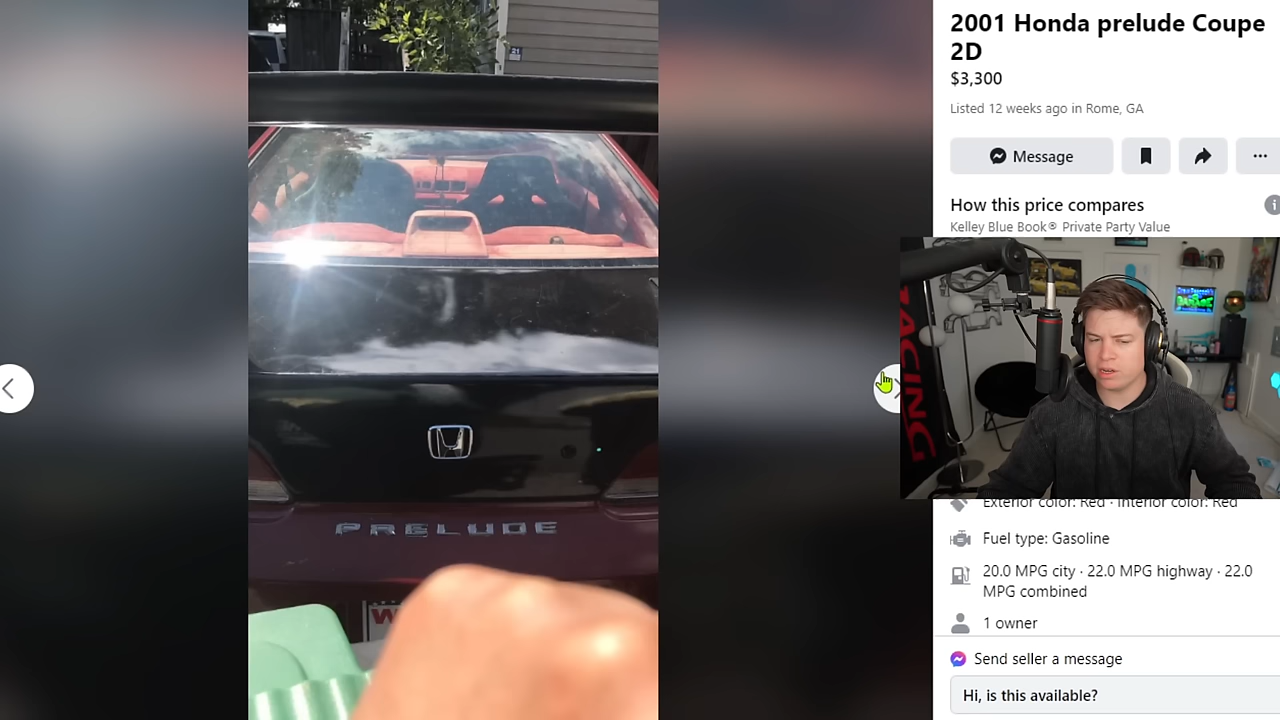 2001 Honda prelude Coupe
2D
$3,300
Listed 12 weeks ago in Rome, GA
Message
How this price compares
Kelley Blue Book® Private Party Value
Exterior color: Red · Interior color: Red
Fuel type: Gasoline
20.0 MPG city · 22.0 MPG highway · 22.0
MPG combined
1 owner
Send seller a message
Hi, is this available?
PRELUDE
W
RACING